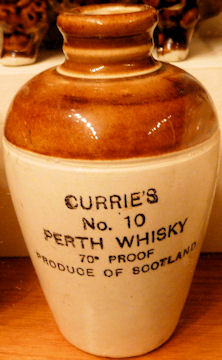 CURRIE'S
No. 10
PERTH WHISKY
70° PROOF
PRODUCE OF SCOTLAND